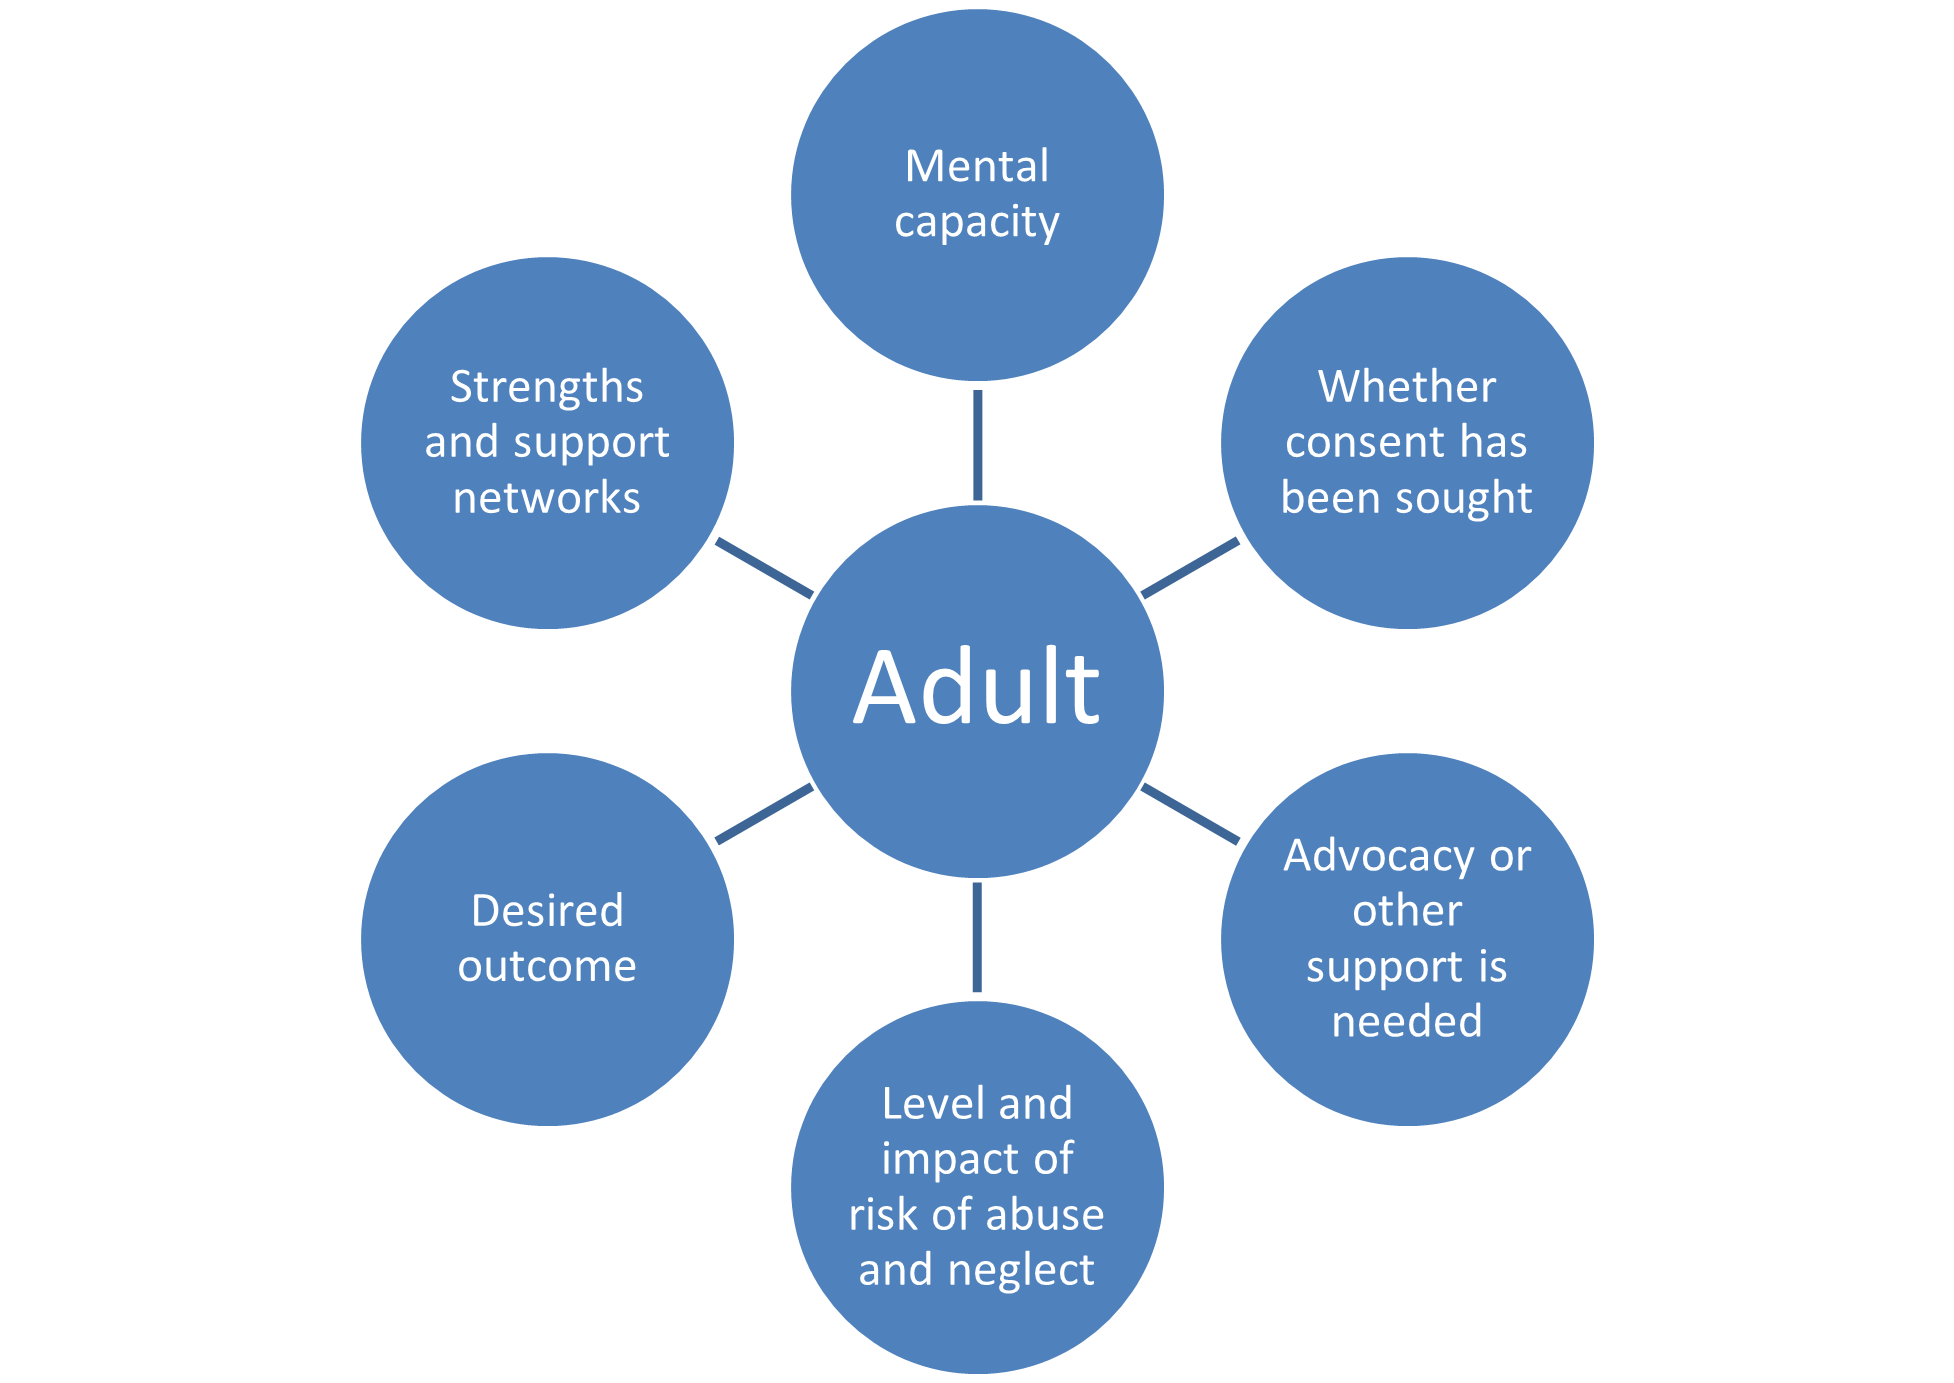 Mental
capacity
Whether
consent has
been sought
Advocacy or
other
support is
needed
Level and
impact of
risk of abuse
and neglect
Desired
outcome
Strengths
and support
networks
Adult